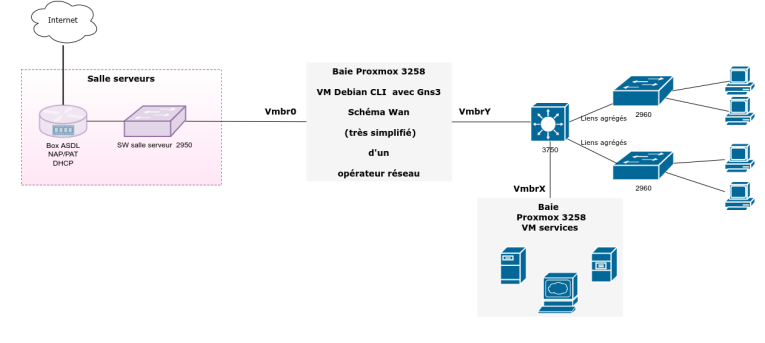 Internet
Salle serveurs
Box ASDL
NAP/PAT
DHCP
SW salle serveur 2950
Vmbr0
Baie Proxmox 3258
VM Debian CLI avec Gns3
Schéma Wan
(très simplifié)
d'un
opérateur réseau
VmbrY
3750
Liens agrégés
Liens agrégés
2960
2960
VmbrX
Baie
Proxmox 3258
VM services